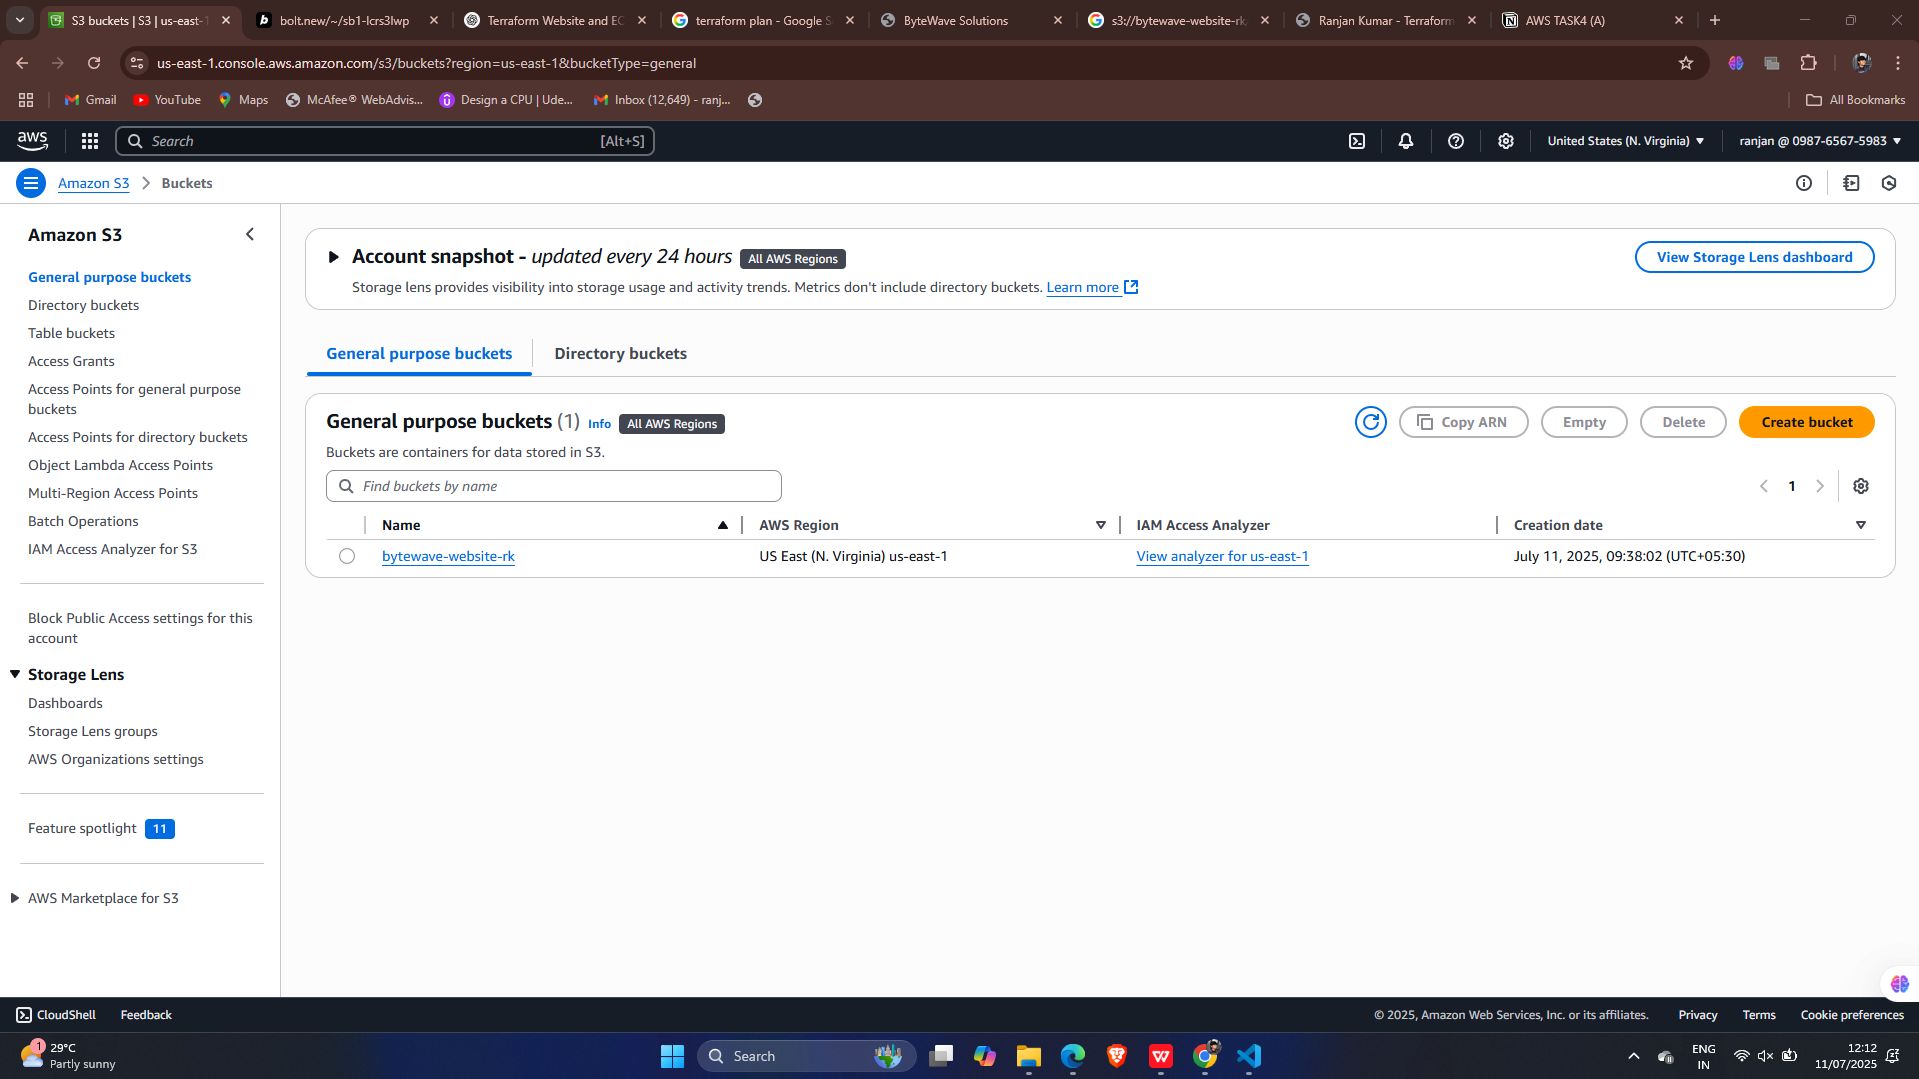 S3 buckets | S3 | us-east-1
bolt.new/~/sb1-lcrs3lwp
Terraform Website and EC
terraform plan - Google S
ByteWave Solutions
s3://bytewave-website-rk
Ranjan Kumar - Terraform
AWS TASK4 (A)
us-east-1.console.aws.amazon.com/s3/buckets?region=us-east-1&bucketType=general
Gmail
YouTube
Maps
McAfee® WebAdvis...
Design a CPU | Ude...
Inbox (12,649) - ranj...
All Bookmarks
aws
Search
[Alt+S]
United States (N. Virginia)
ranjan @ 0987-6567-5983
Amazon S3
Buckets
Amazon S3
General purpose buckets
Directory buckets
Table buckets
Access Grants
Access Points for general purpose
buckets
Access Points for directory buckets
Object Lambda Access Points
Multi-Region Access Points
Batch Operations
IAM Access Analyzer for S3
Block Public Access settings for this
account
Storage Lens
Dashboards
Storage Lens groups
AWS Organizations settings
Feature spotlight 11
AWS Marketplace for S3
Account snapshot - updated every 24 hours All AWS Regions
View Storage Lens dashboard
Storage lens provides visibility into storage usage and activity trends. Metrics don't include directory buckets. Learn more
General purpose buckets
Directory buckets
General purpose buckets (1) Info All AWS Regions
Copy ARN
Empty
Delete
Create bucket
Buckets are containers for data stored in S3.
Find buckets by name
1
Name
AWS Region
IAM Access Analyzer
Creation date
bytewave-website-rk
US East (N. Virginia) us-east-1
View analyzer for us-east-1
July 11, 2025, 09:38:02 (UTC+05:30)
CloudShell
Feedback
© 2025, Amazon Web Services, Inc. or its affiliates.
Privacy
Terms
Cookie preferences
1
29°C
Partly sunny
Search
ENG
IN
12:12
11/07/2025